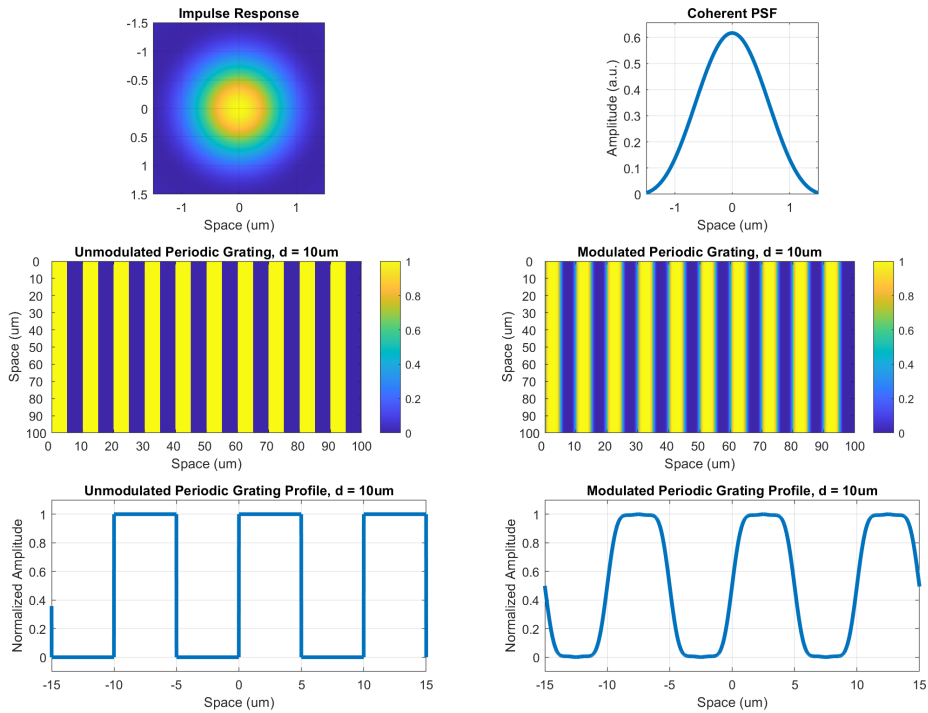 Impulse Response
-1.5
-1
-0.5
0
0.5
1
1.5
-1 0 1
Space (um)
Coherent PSF
Amplitude (a.u.)
0.6
0.5
0.4
0.3
0.2
0.1
0
-1 0 1
Space (um)
Unmodulated Periodic Grating, d = 10um
Space (um)
0
10
20
30
40
50
60
70
80
90
100
0 10 20 30 40 50 60 70 80 90 100
Space (um)
1
0.8
0.6
0.4
0.2
0
Modulated Periodic Grating, d = 10um
Space (um)
0
10
20
30
40
50
60
70
80
90
100
0 10 20 30 40 50 60 70 80 90 100
Space (um)
1
0.8
0.6
0.4
0.2
0
Unmodulated Periodic Grating Profile, d = 10um
Normalized Amplitude
1
0.8
0.6
0.4
0.2
0
-15 -10 -5 0 5 10 15
Space (um)
Modulated Periodic Grating Profile, d = 10um
Normalized Amplitude
1
0.8
0.6
0.4
0.2
0
-15 -10 -5 0 5 10 15
Space (um)